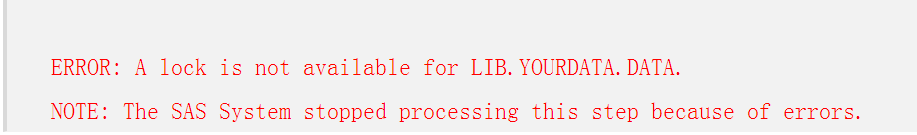 ERROR: A lock is not available for LIB.YOURDATA.DATA.
NOTE: The SAS System stopped processing this step because of errors.